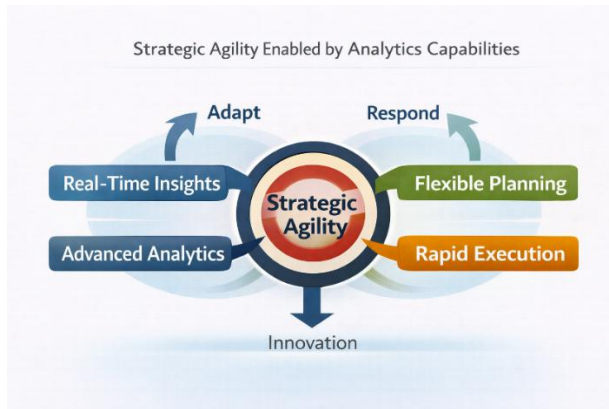 Strategic Agility Enabled by Analytics Capabilities
Adapt
Respond
Real-Time Insights
Flexible Planning
Strategic
Agility
Advanced Analytics
Rapid Execution
Innovation